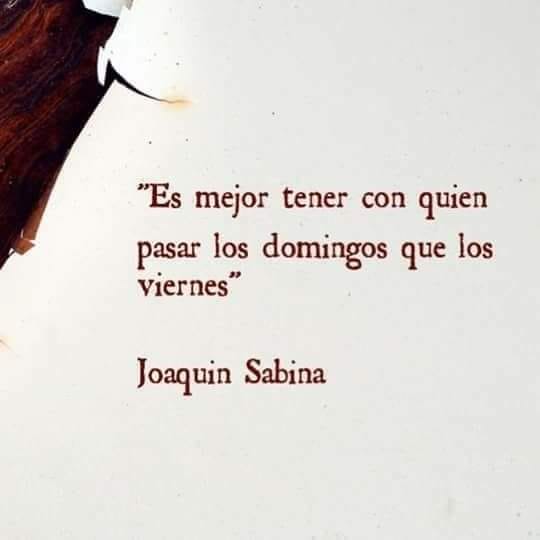 "Es mejor tener con quien
pasar los domingos que los
viernes"
Joaquin Sabina